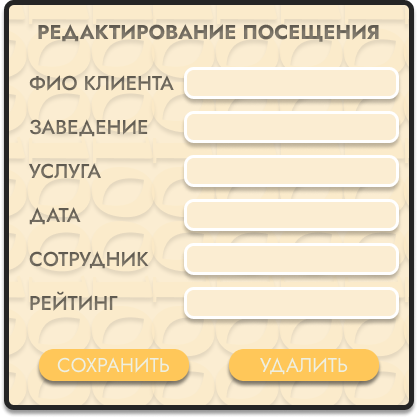 РЕДАКТИРОВАНИЕ ПОСЕЩЕНИЯ
ФИО КЛИЕНТА
ЗАВЕДЕНИЕ
УСЛУГА
ДАТА
СОТРУДНИК
РЕЙТИНГ
СОХРАНИТЬ УДАЛИТЬ